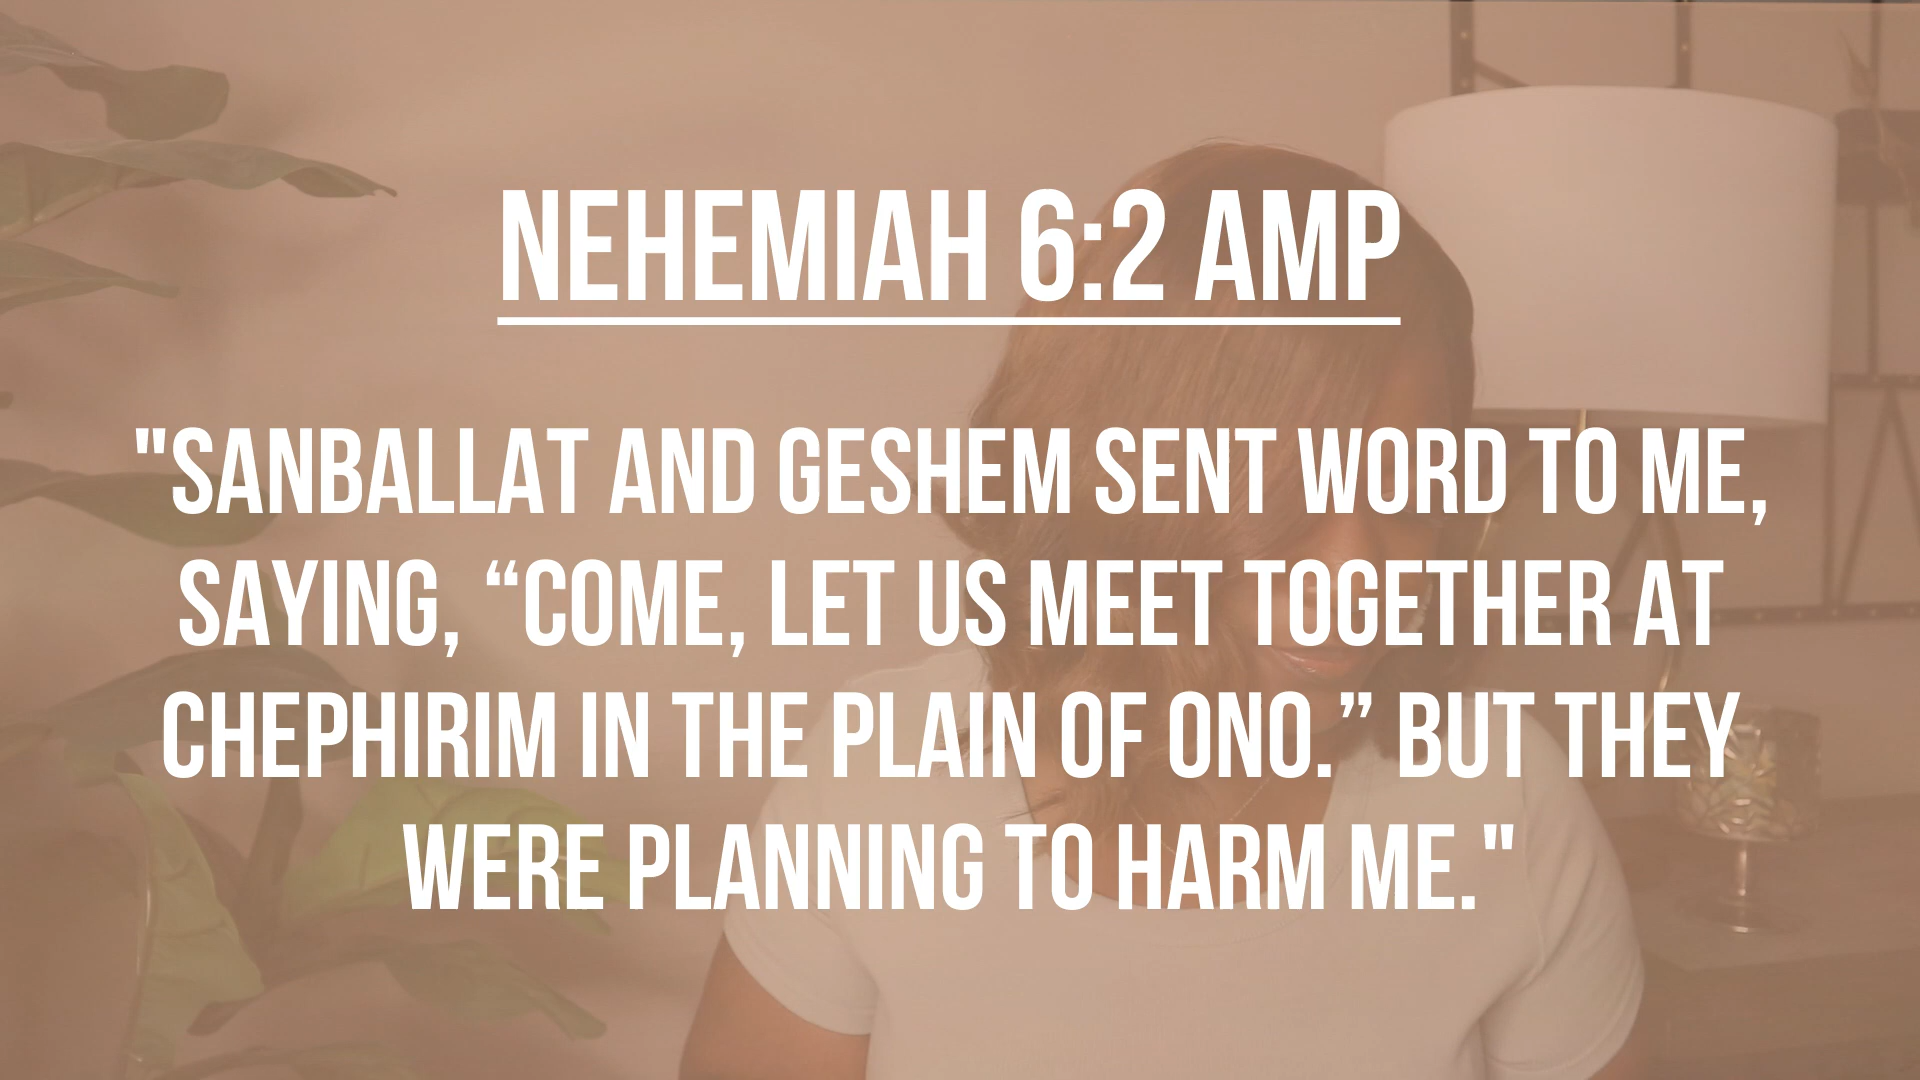 NEHEMIAH 6:2 AMP
"SANBALLAT AND GESHEM SENT WORD TO ME,
SAYING, “COME, LET US MEET TOGETHER AT
CHEPHIRIM IN THE PLAIN OF ONO.” BUT THEY
WERE PLANNING TO HARM ME."